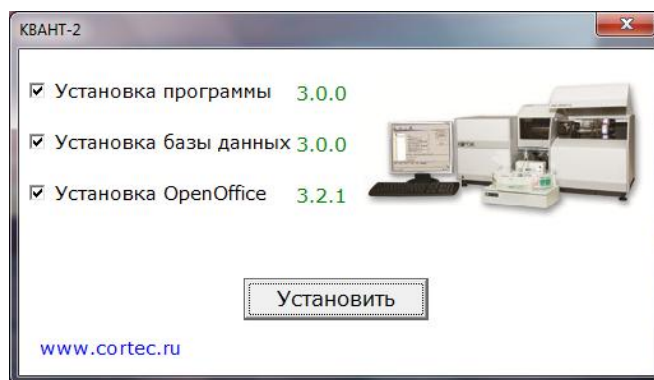 КВАНТ-2
Установка программы 3.0.0
Установка базы данных 3.0.0
Установка OpenOffice 3.2.1
Установить
www.cortec.ru